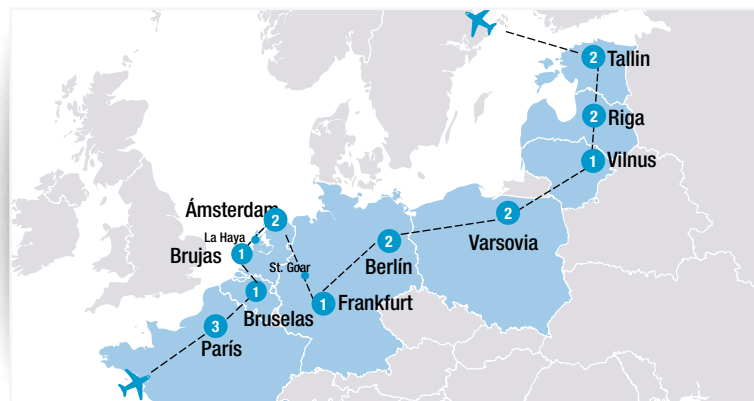 2 Tallin
2 Riga
1 Vilnus
Ámsterdam
2
La Haya
Brujas 1
2
Varsovia
2
Berlín
St. Goar
1
Bruselas
1 Frankfurt
3
París